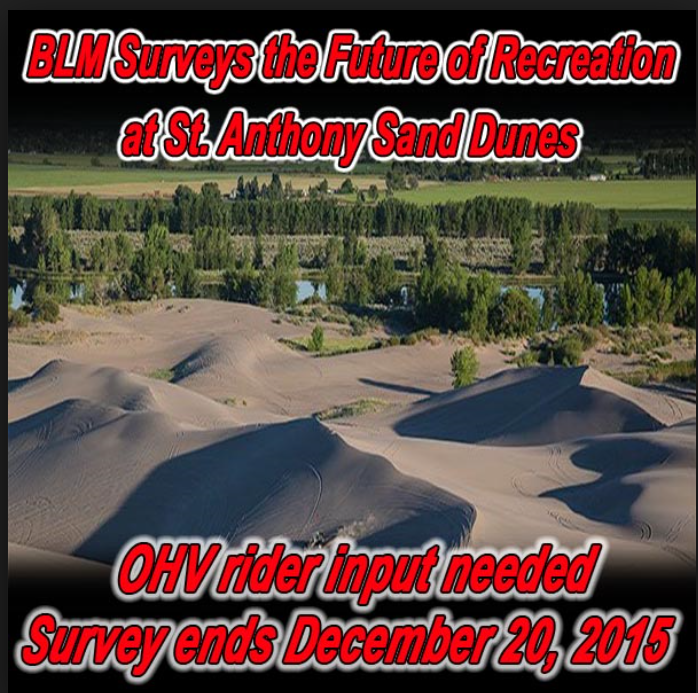 BLM Surveys the Future of Recreation
at St. Anthony Sand Dunes
OHV rider input needed
Survey ends December 20, 2015